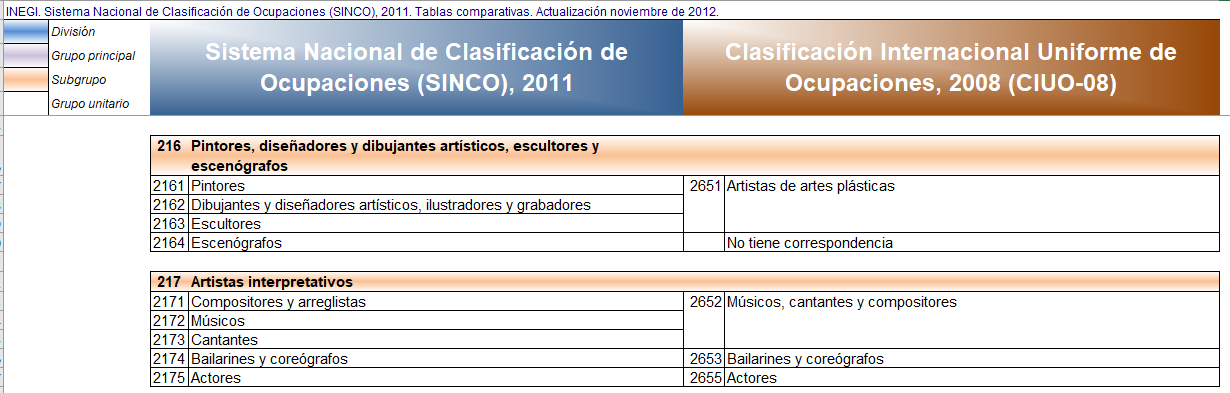 INEGI. Sistema Nacional de Clasificación de Ocupaciones (SINCO), 2011. Tablas comparativas. Actualización noviembre de 2012.
División
Grupo principal
Subgrupo
Grupo unitario
Sistema Nacional de Clasificación de
Ocupaciones (SINCO), 2011
Clasificación Internacional Uniforme de
Ocupaciones, 2008 (CIUO-08)
216 Pintores, diseñadores y dibujantes artísticos, escultores y
escenógrafos
2161 Pintores 2651 Artistas de artes plásticas
2162 Dibujantes y diseñadores artísticos, ilustradores y grabadores
2163 Escultores
2164 Escenógrafos No tiene correspondencia
217 Artistas interpretativos
2171 Compositores y arreglistas 2652 Músicos, cantantes y compositores
2172 Músicos
2173 Cantantes
2174 Bailarines y coreógrafos 2653 Bailarines y coreógrafos
2175 Actores 2655 Actores